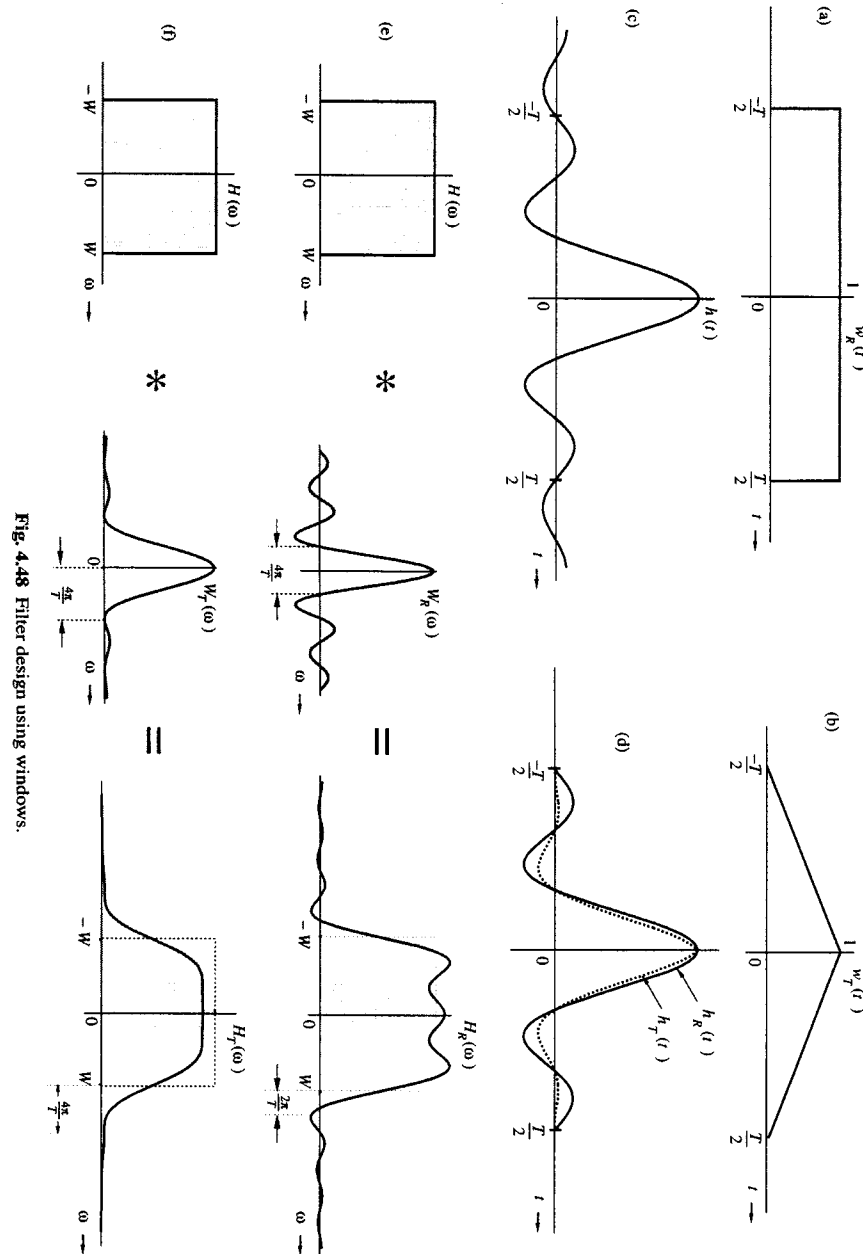 (a)
w_R(t)
1
-T/2
0
T/2
t →
(b)
w_T(t)
1
-T/2
0
T/2
t →
(c)
h(t)
-T/2
0
T/2
t →
(d)
h_R(t)
h_T(t)
-T/2
0
T/2
t →
(e)
H(ω)
-W
0
W
ω →
*
W_R(ω)
4π/T
ω →
=
H_R(ω)
-W
0
W
2π/T
ω →
(f)
H(ω)
-W
0
W
ω →
*
W_T(ω)
0
4π/T
ω →
=
H_T(ω)
-W
0
W
4π/T
ω →
Fig. 4.48 Filter design using windows.